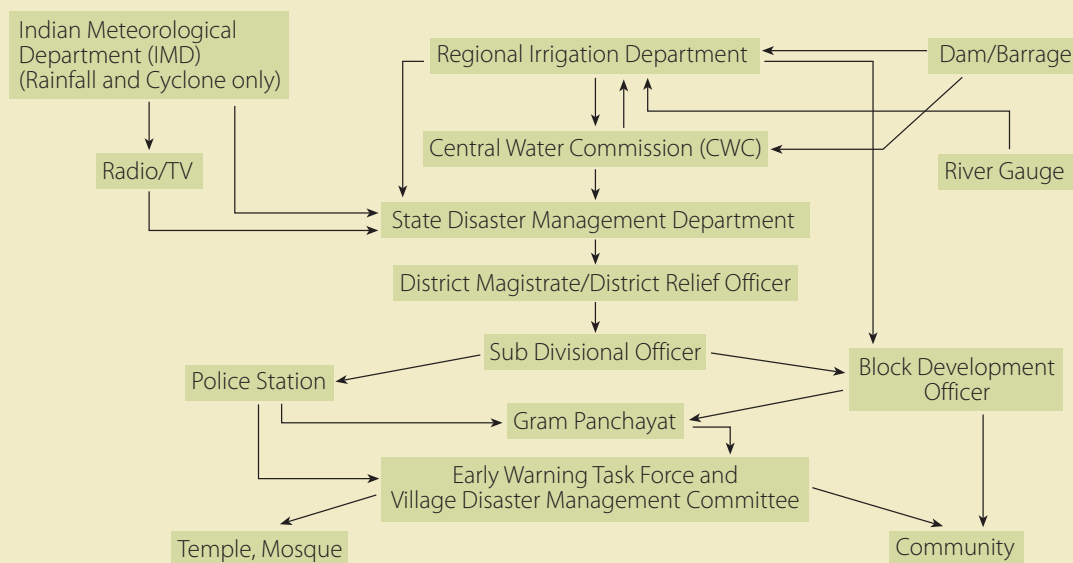 Indian Meteorological
Department (IMD)
(Rainfall and Cyclone only)
Regional Irrigation Department
Dam/Barrage
Radio/TV
Central Water Commission (CWC)
River Gauge
State Disaster Management Department
District Magistrate/District Relief Officer
Sub Divisional Officer
Police Station
Block Development
Officer
Gram Panchayat
Early Warning Task Force and
Village Disaster Management Committee
Temple, Mosque
Community